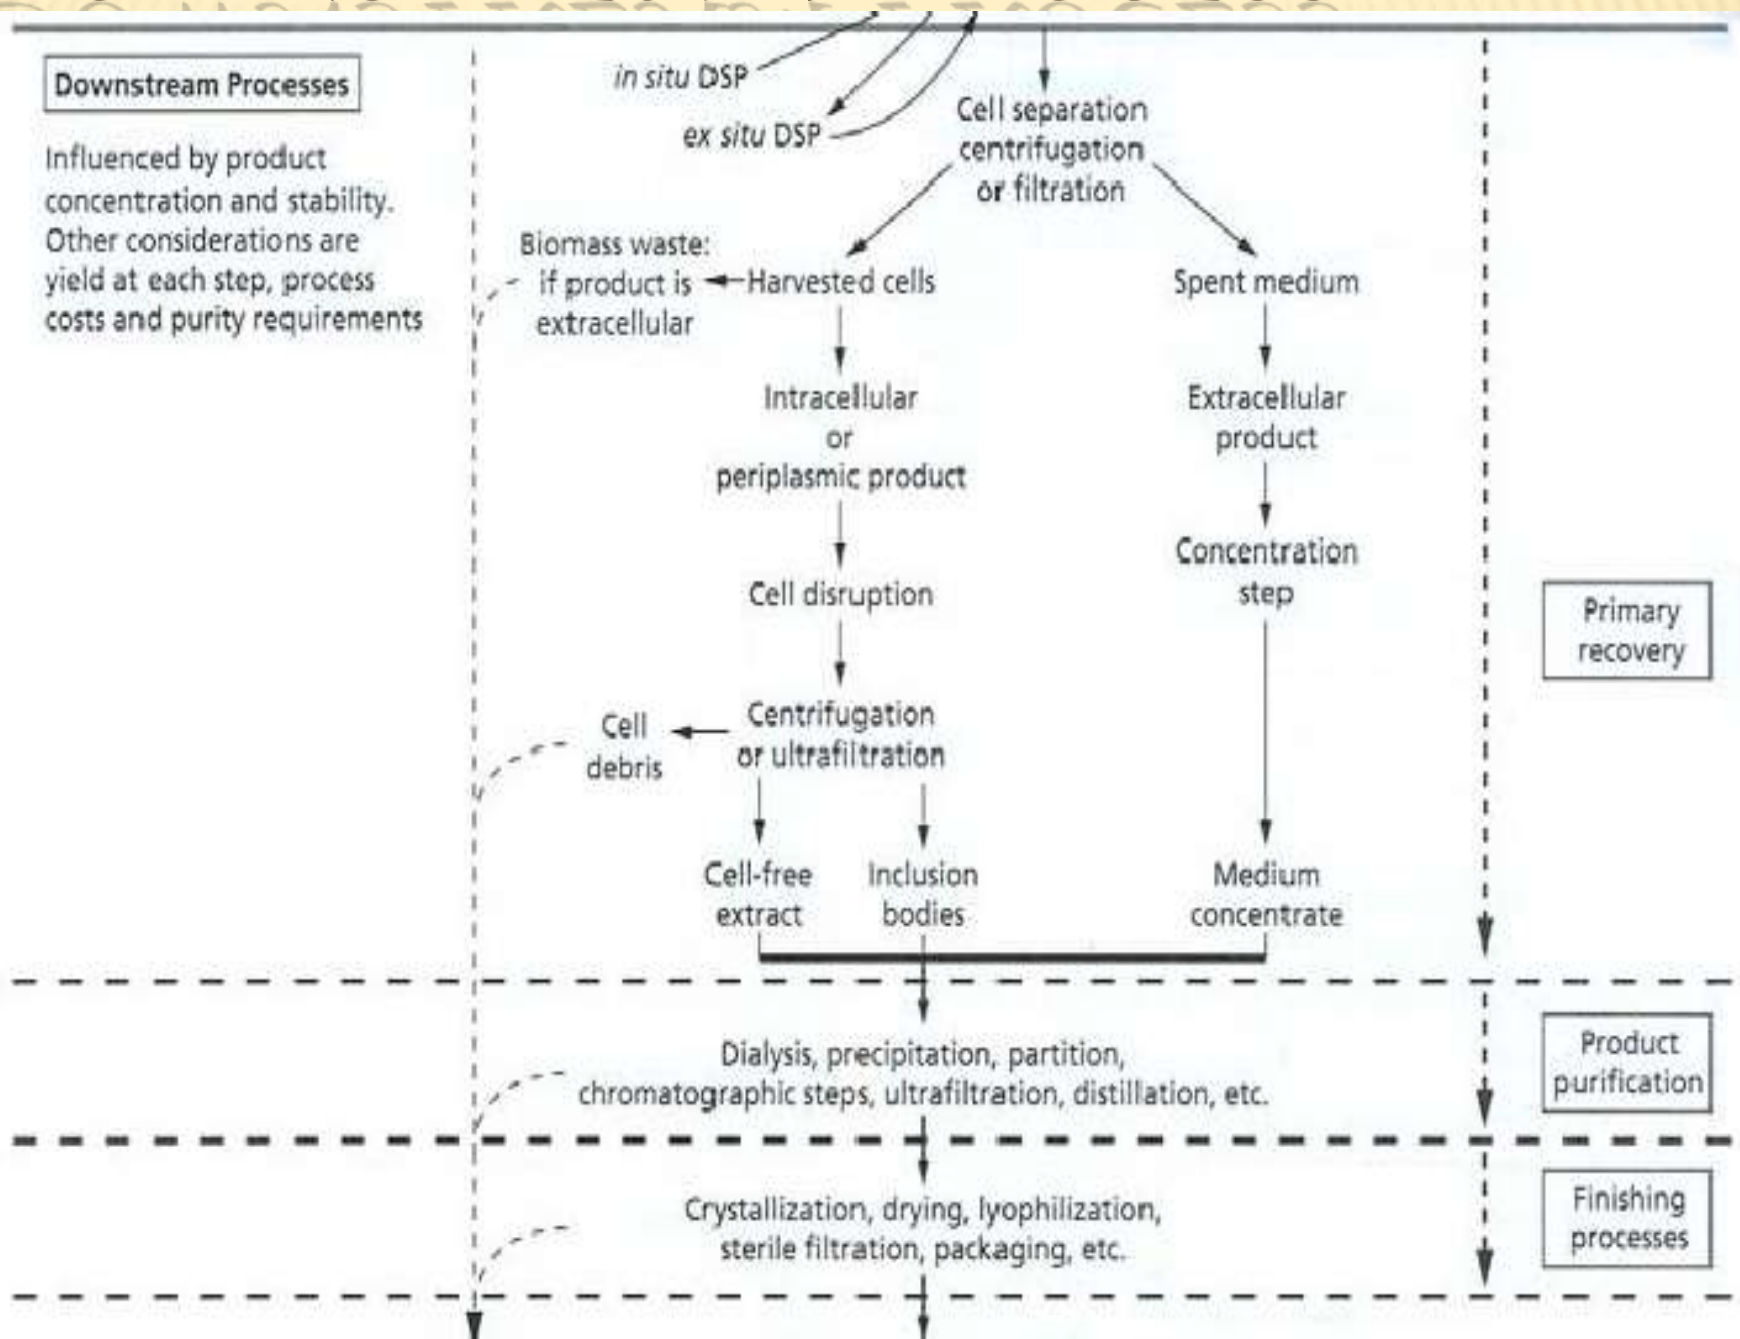 Downstream Processes
Influenced by product
concentration and stability.
Other considerations are
yield at each step, process
costs and purity requirements
in situ DSP
ex situ DSP
Cell separation
centrifugation
or filtration
Biomass waste:
if product is
extracellular
Harvested cells
Spent medium
Intracellular
or
periplasmic product
Extracellular
product
Cell disruption
Concentration
step
Primary
recovery
Cell
debris
Centrifugation
or ultrafiltration
Cell-free
extract
Inclusion
bodies
Medium
concentrate
Dialysis, precipitation, partition,
chromatographic steps, ultrafiltration, distillation, etc.
Product
purification
Crystallization, drying, lyophilization,
sterile filtration, packaging, etc.
Finishing
processes